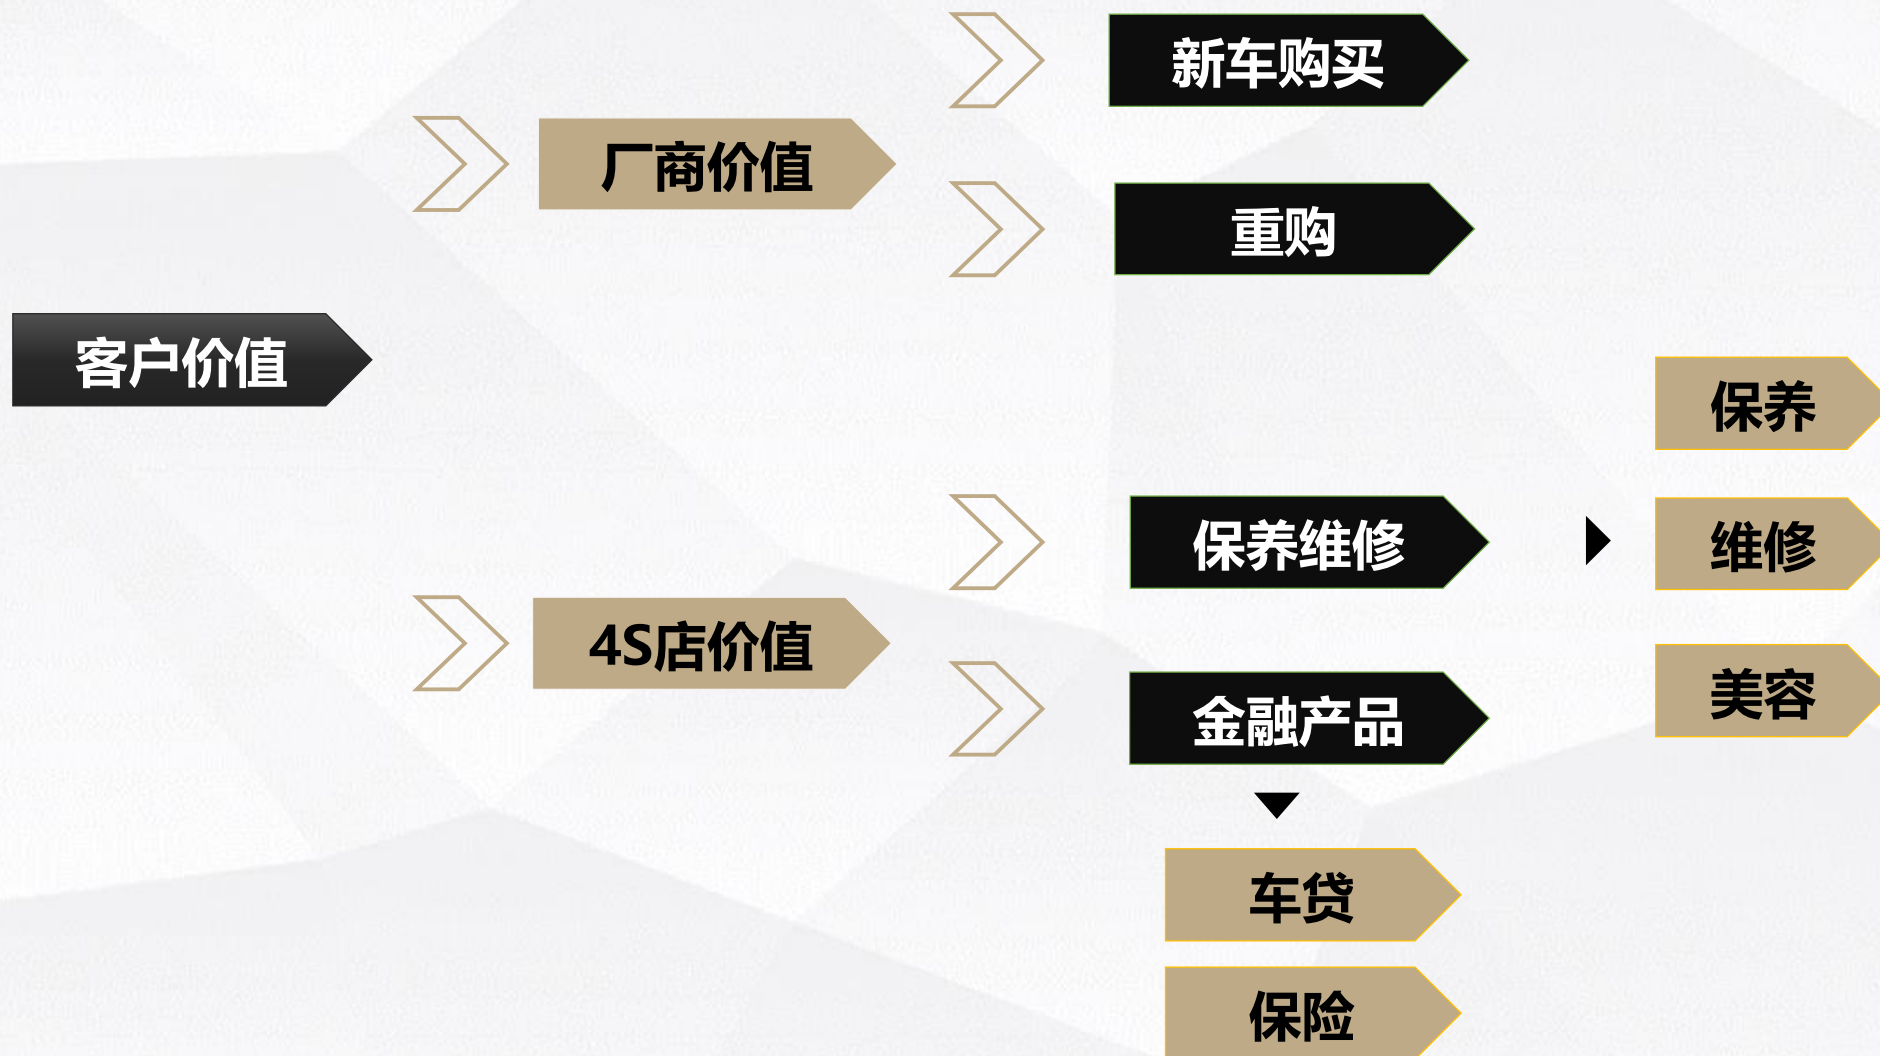 新车购买
厂商价值
重购
客户价值
保养
保养维修
维修
4S店价值
美容
金融产品
车贷
保险